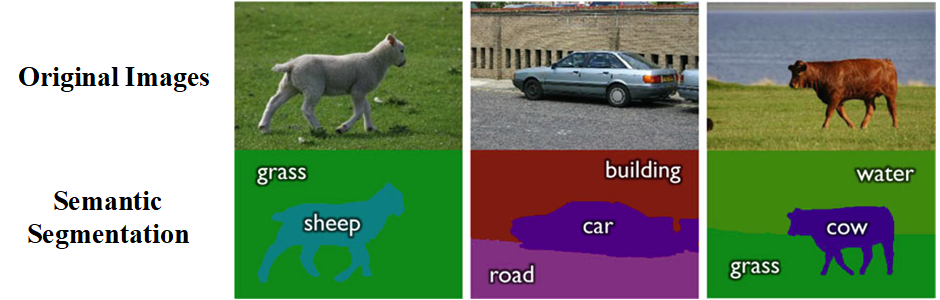 Original Images
Semantic
Segmentation
grass
sheep
building
car
road
water
cow
grass